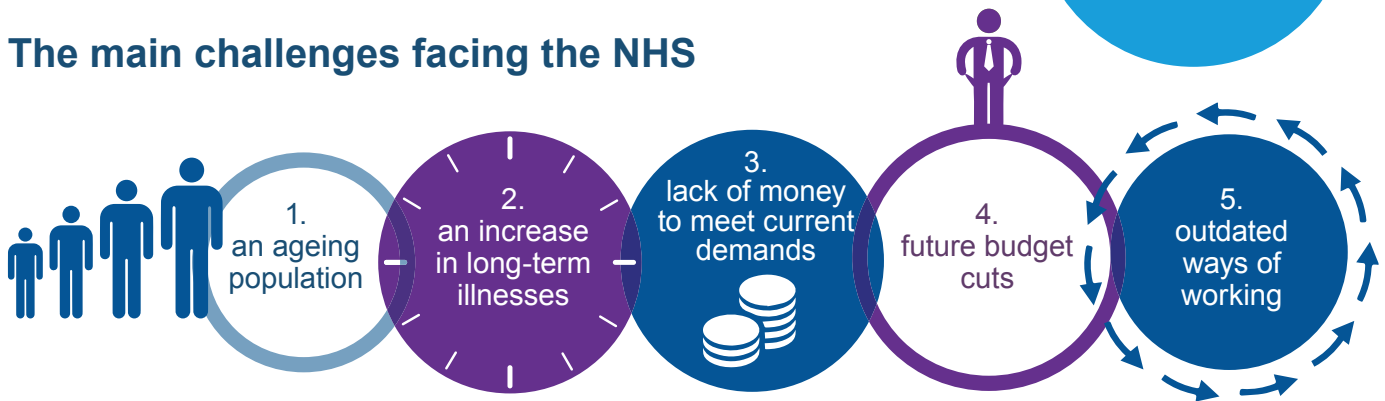 The main challenges facing the NHS
1.
an ageing
population
2.
an increase
in long-term
illnesses
3.
lack of money
to meet current
demands
4.
future budget
cuts
5.
outdated
ways of
working